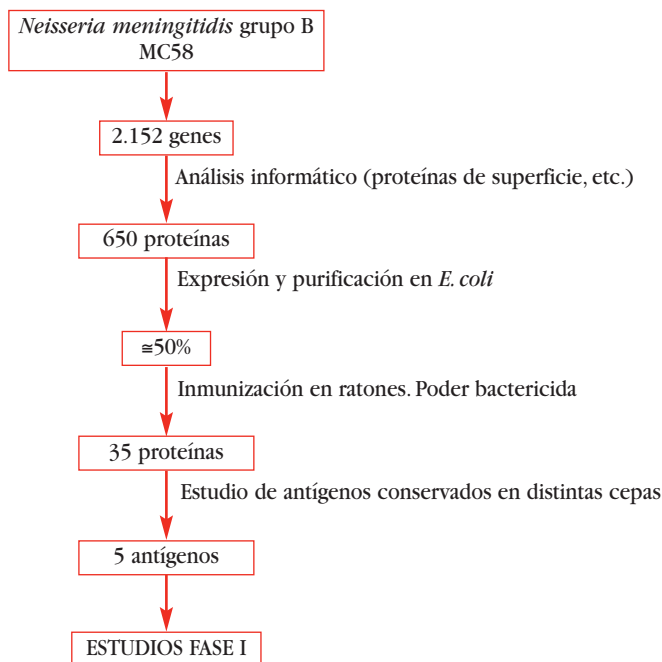 Neisseria meningitidis grupo B
MC58
2.152 genes
Análisis informático (proteínas de superficie, etc.)
650 proteínas
Expresión y purificación en E. coli
≅50%
Inmunización en ratones. Poder bactericida
35 proteínas
Estudio de antígenos conservados en distintas cepas
5 antígenos
ESTUDIOS FASE I